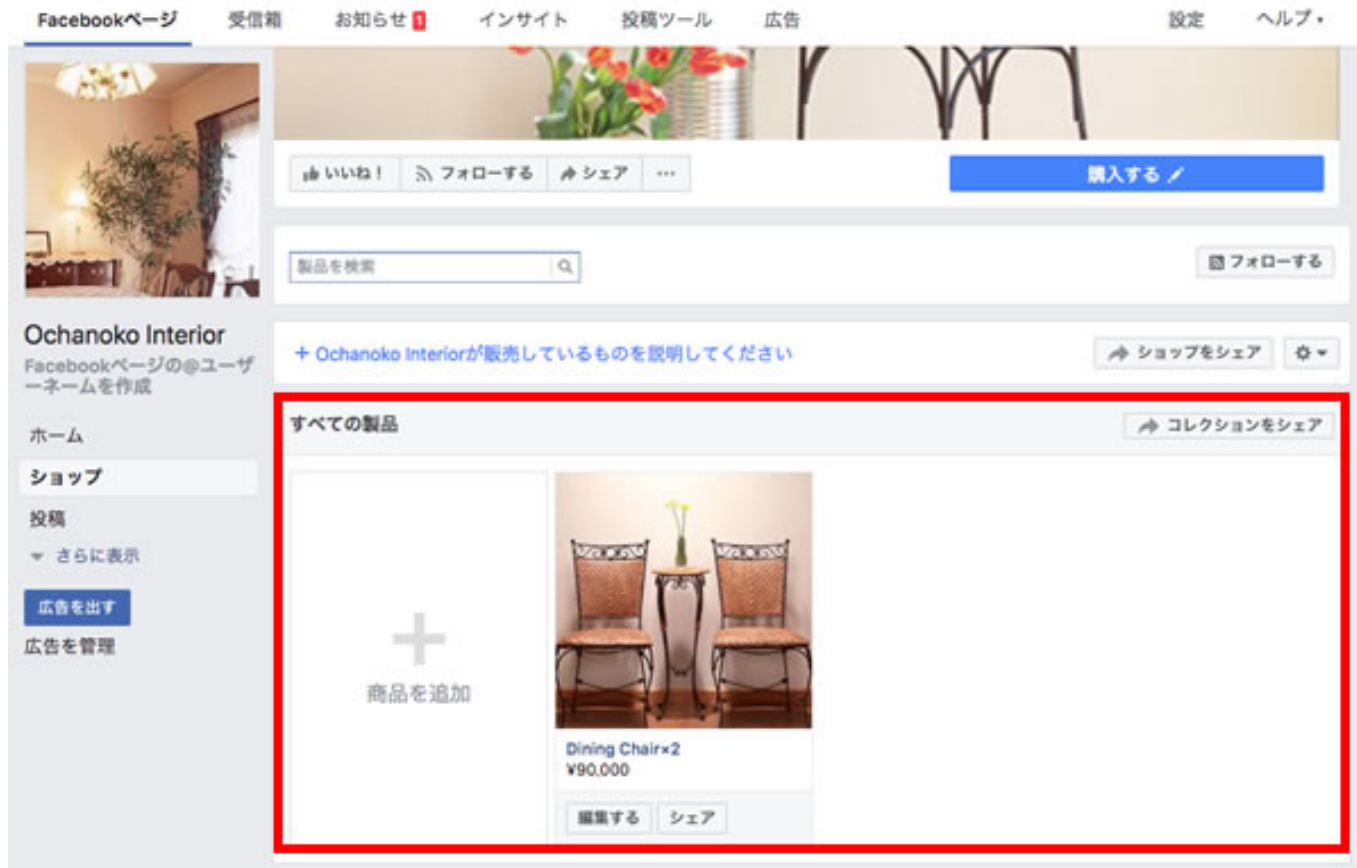 Facebookページ 受信箱 お知らせ 1 インサイト 投稿ツール 広告 設定 ヘルプ
いいね！ フォローする シェア ... 購入する
製品を検索 フォローする
Ochanoko Interior
Facebookページの@ユーザ
ーネームを作成
+ Ochanoko Interiorが販売しているものを説明してください ショップをシェア
ホーム
ショップ
投稿
さらに表示
広告を出す
広告を管理
すべての製品 コレクションをシェア
+
商品を追加
Dining Chair×2
¥90,000
編集する シェア